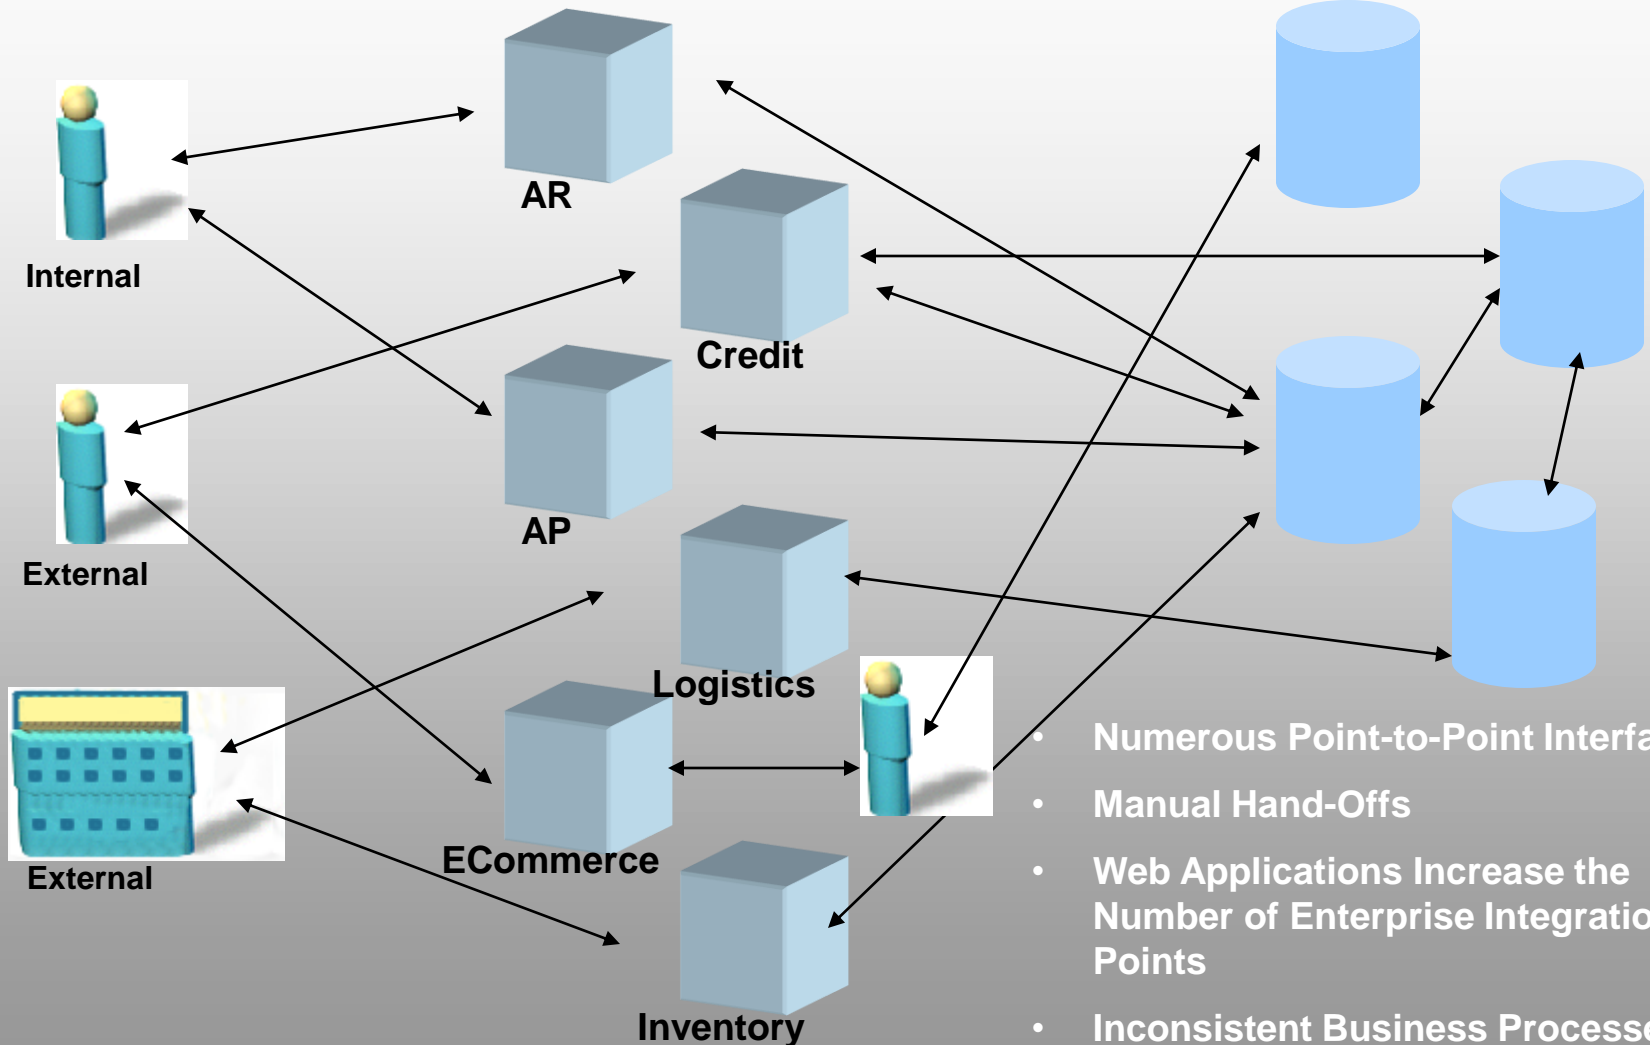 AR
Internal
Credit
AP
External
Logistics
ECommerce
External
Inventory
• Numerous Point-to-Point
• Manual Hand-Offs
• Web Applications Increase the
Number of Enterprise
Points
• Inconsistent Business